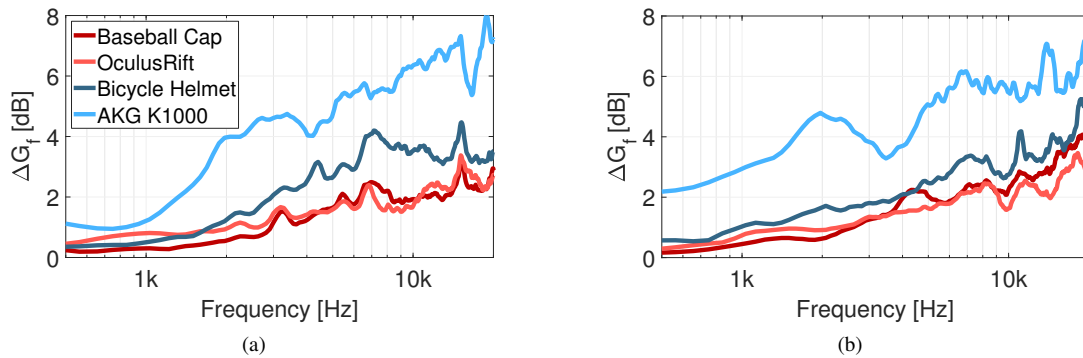 8
6
4
2
0
ΔG_f [dB]
Baseball Cap
OculusRift
Bicycle Helmet
AKG K1000
1k
10k
Frequency [Hz]
(a)
8
6
4
2
0
ΔG_f [dB]
1k
10k
Frequency [Hz]
(b)